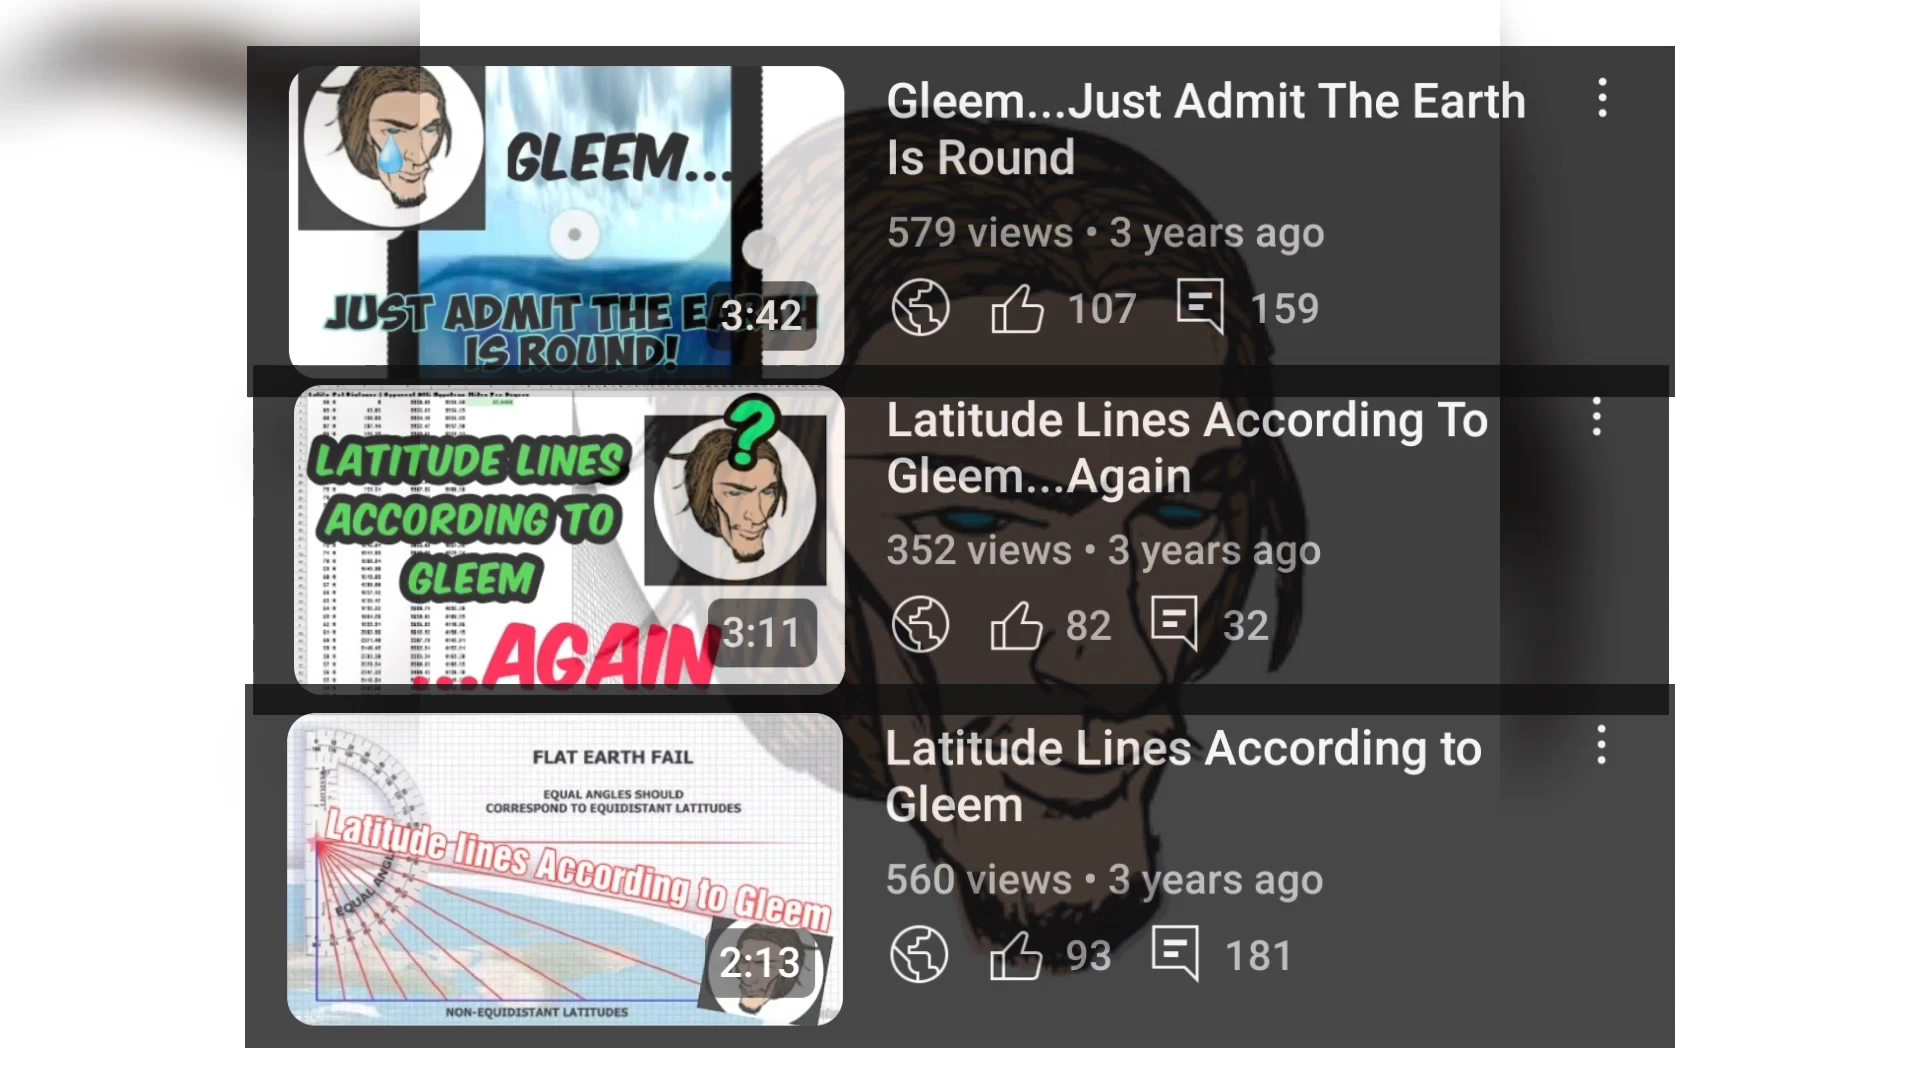 GLEEM...
JUST ADMIT THE EARTH
IS ROUND!
3:42
Gleem...Just Admit The Earth
Is Round
579 views • 3 years ago
107 159
LATITUDE LINES
ACCORDING TO
GLEEM
...AGAIN
?
3:11
Latitude Lines According To
Gleem...Again
352 views • 3 years ago
82 32
FLAT EARTH FAIL
EQUAL ANGLES SHOULD
CORRESPOND TO EQUIDISTANT LATITUDES
Latitude lines According to Gleem
EQUAL ANGL
NON-EQUIDISTANT LATITUDES
2:13
Latitude Lines According to
Gleem
560 views • 3 years ago
93 181